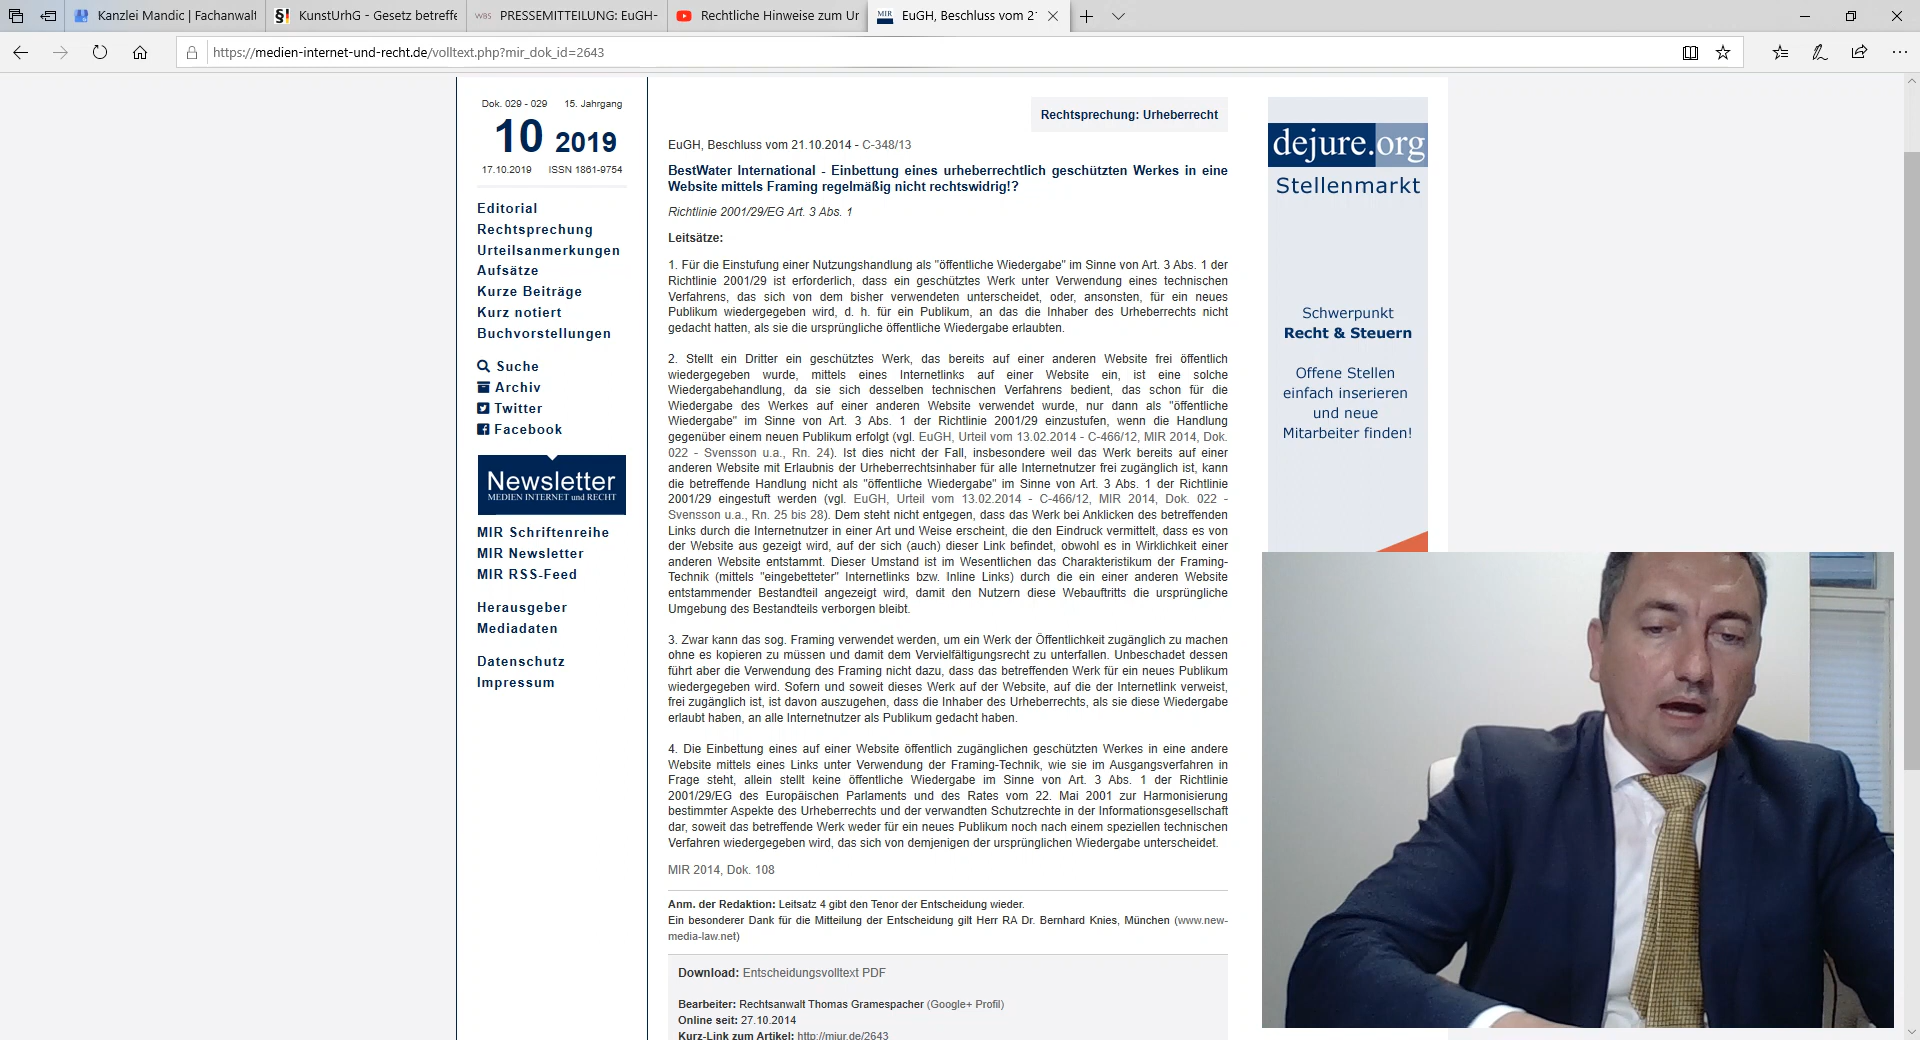 Kanzlei Mandic | Fachanwalt
KunstUrhG - Gesetz betreffe
WBS PRESSEMITTEILUNG: EuGH-
Rechtliche Hinweise zum Ur
MIR EuGH, Beschluss vom 21
https://medien-internet-und-recht.de/volltext.php?mir_dok_id=2643
Dok. 029 - 029 15. Jahrgang
10 2019
17.10.2019 ISSN 1861-9754
Editorial
Rechtsprechung
Urteilsanmerkungen
Aufsätze
Kurze Beiträge
Kurz notiert
Buchvorstellungen
Suche
Archiv
Twitter
Facebook
Newsletter
MEDIEN INTERNET und RECHT
MIR Schriftenreihe
MIR Newsletter
MIR RSS-Feed
Herausgeber
Mediadaten
Datenschutz
Impressum
Rechtsprechung: Urheberrecht
EuGH, Beschluss vom 21.10.2014 - C-348/13
BestWater International - Einbettung eines urheberrechtlich geschützten Werkes in eine
Website mittels Framing regelmäßig nicht rechtswidrig!?
Richtlinie 2001/29/EG Art. 3 Abs. 1
Leitsätze:
1. Für die Einstufung einer Nutzungshandlung als "öffentliche Wiedergabe" im Sinne von Art. 3 Abs. 1 der
Richtlinie 2001/29 ist erforderlich, dass ein geschütztes Werk unter Verwendung eines technischen
Verfahrens, das sich von dem bisher verwendeten unterscheidet, oder, ansonsten, für ein neues
Publikum wiedergegeben wird, d. h. für ein Publikum, an das die Inhaber des Urheberrechts nicht
gedacht hatten, als sie die ursprüngliche öffentliche Wiedergabe erlaubten.
2. Stellt ein Dritter ein geschütztes Werk, das bereits auf einer anderen Website frei öffentlich
wiedergegeben wurde, mittels eines Internetlinks auf einer Website ein, ist eine solche
Wiedergabehandlung, da sie sich desselben technischen Verfahrens bedient, das schon für die
Wiedergabe des Werkes auf einer anderen Website verwendet wurde, nur dann als "öffentliche
Wiedergabe" im Sinne von Art. 3 Abs. 1 der Richtlinie 2001/29 einzustufen, wenn die Handlung
gegenüber einem neuen Publikum erfolgt (vgl. EuGH, Urteil vom 13.02.2014 - C-466/12, MIR 2014, Dok.
022 - Svensson u.a., Rn. 24). Ist dies nicht der Fall, insbesondere weil das Werk bereits auf einer
anderen Website mit Erlaubnis der Urheberrechtsinhaber für alle Internetnutzer frei zugänglich ist, kann
die betreffende Handlung nicht als "öffentliche Wiedergabe" im Sinne von Art. 3 Abs. 1 der Richtlinie
2001/29 eingestuft werden (vgl. EuGH, Urteil vom 13.02.2014 - C-466/12, MIR 2014, Dok. 022 -
Svensson u.a., Rn. 25 bis 28). Dem steht nicht entgegen, dass das Werk bei Anklicken des betreffenden
Links durch die Internetnutzer in einer Art und Weise erscheint, die den Eindruck vermittelt, dass es von
der Website aus gezeigt wird, auf der sich (auch) dieser Link befindet, obwohl es in Wirklichkeit einer
anderen Website entstammt. Dieser Umstand ist im Wesentlichen das Charakteristikum der Framing-
Technik (mittels "eingebetteter" Internetlinks bzw. Inline Links) durch die ein einer anderen Website
entstammender Bestandteil angezeigt wird, damit den Nutzern diese Webauftritts die ursprüngliche
Umgebung des Bestandteils verborgen bleibt.
3. Zwar kann das sog. Framing verwendet werden, um ein Werk der Öffentlichkeit zugänglich zu machen
ohne es kopieren zu müssen und damit dem Vervielfältigungsrecht zu unterfallen. Unbeschadet dessen
führt aber die Verwendung des Framing nicht dazu, dass das betreffenden Werk für ein neues Publikum
wiedergegeben wird. Sofern und soweit dieses Werk auf der Website, auf die der Internetlink verweist,
frei zugänglich ist, ist davon auszugehen, dass die Inhaber des Urheberrechts, als sie diese Wiedergabe
erlaubt haben, an alle Internetnutzer als Publikum gedacht haben.
4. Die Einbettung eines auf einer Website öffentlich zugänglichen geschützten Werkes in eine andere
Website mittels eines Links unter Verwendung der Framing-Technik, wie sie im Ausgangsverfahren in
Frage steht, allein stellt keine öffentliche Wiedergabe im Sinne von Art. 3 Abs. 1 der Richtlinie
2001/29/EG des Europäischen Parlaments und des Rates vom 22. Mai 2001 zur Harmonisierung
bestimmter Aspekte des Urheberrechts und der verwandten Schutzrechte in der Informationsgesellschaft
dar, soweit das betreffende Werk weder für ein neues Publikum noch nach einem speziellen technischen
Verfahren wiedergegeben wird, das sich von demjenigen der ursprünglichen Wiedergabe unterscheidet.
MIR 2014, Dok. 108
Anm. der Redaktion: Leitsatz 4 gibt den Tenor der Entscheidung wieder.
Ein besonderer Dank für die Mitteilung der Entscheidung gilt Herr RA Dr. Bernhard Knies, München (www.new-
media-law.net)
Download: Entscheidungsvolltext PDF
Bearbeiter: Rechtsanwalt Thomas Gramespacher (Google+ Profil)
Online seit: 27.10.2014
Kurz-Link zum Artikel: http://miur.de/2643
dejure.org
Stellenmarkt
Schwerpunkt
Recht & Steuern
Offene Stellen
einfach inserieren
und neue
Mitarbeiter finden!